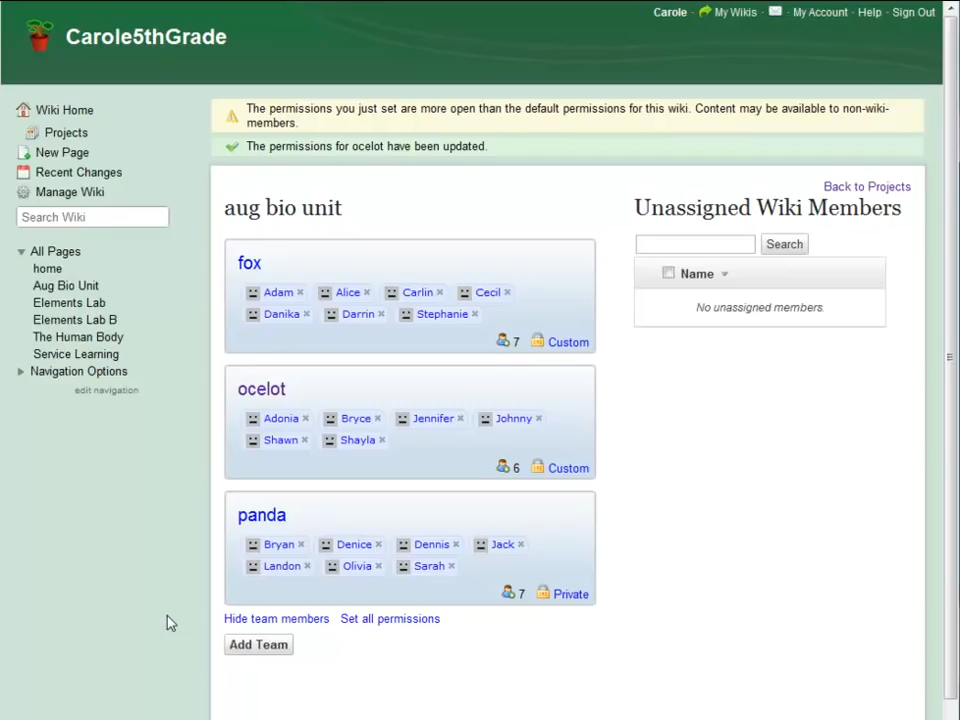 Carole - My Wikis - My Account - Help - Sign Out
Carole5thGrade
Wiki Home
Projects
New Page
Recent Changes
Manage Wiki
Search Wiki
All Pages
home
Aug Bio Unit
Elements Lab
Elements Lab B
The Human Body
Service Learning
Navigation Options
edit navigation
The permissions you just set are more open than the default permissions for this wiki. Content may be available to non-wiki-
members.
The permissions for ocelot have been updated.
Back to Projects
aug bio unit
fox
Adam × Alice × Carlin × Cecil ×
Danika × Darrin × Stephanie ×
7 Custom
ocelot
Adonia × Bryce × Jennifer × Johnny ×
Shawn × Shayla ×
6 Custom
panda
Bryan × Denice × Dennis × Jack ×
Landon × Olivia × Sarah ×
7 Private
Hide team members Set all permissions
Add Team
Unassigned Wiki Members
Search
Name
No unassigned members.